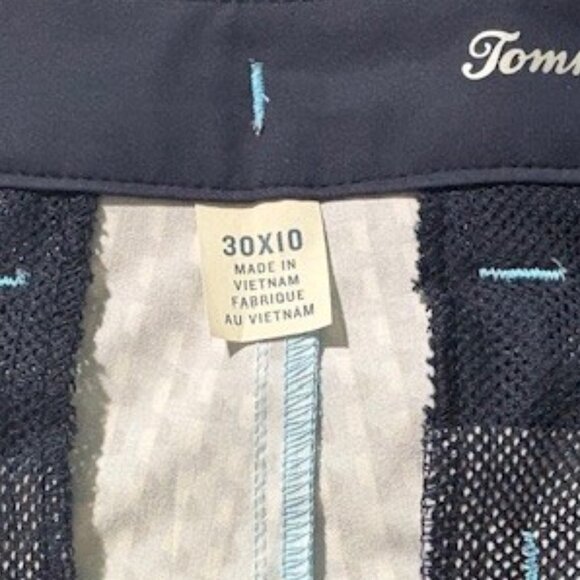 30X10
MADE IN
VIETNAM
FABRIQUE
AU VIETNAM